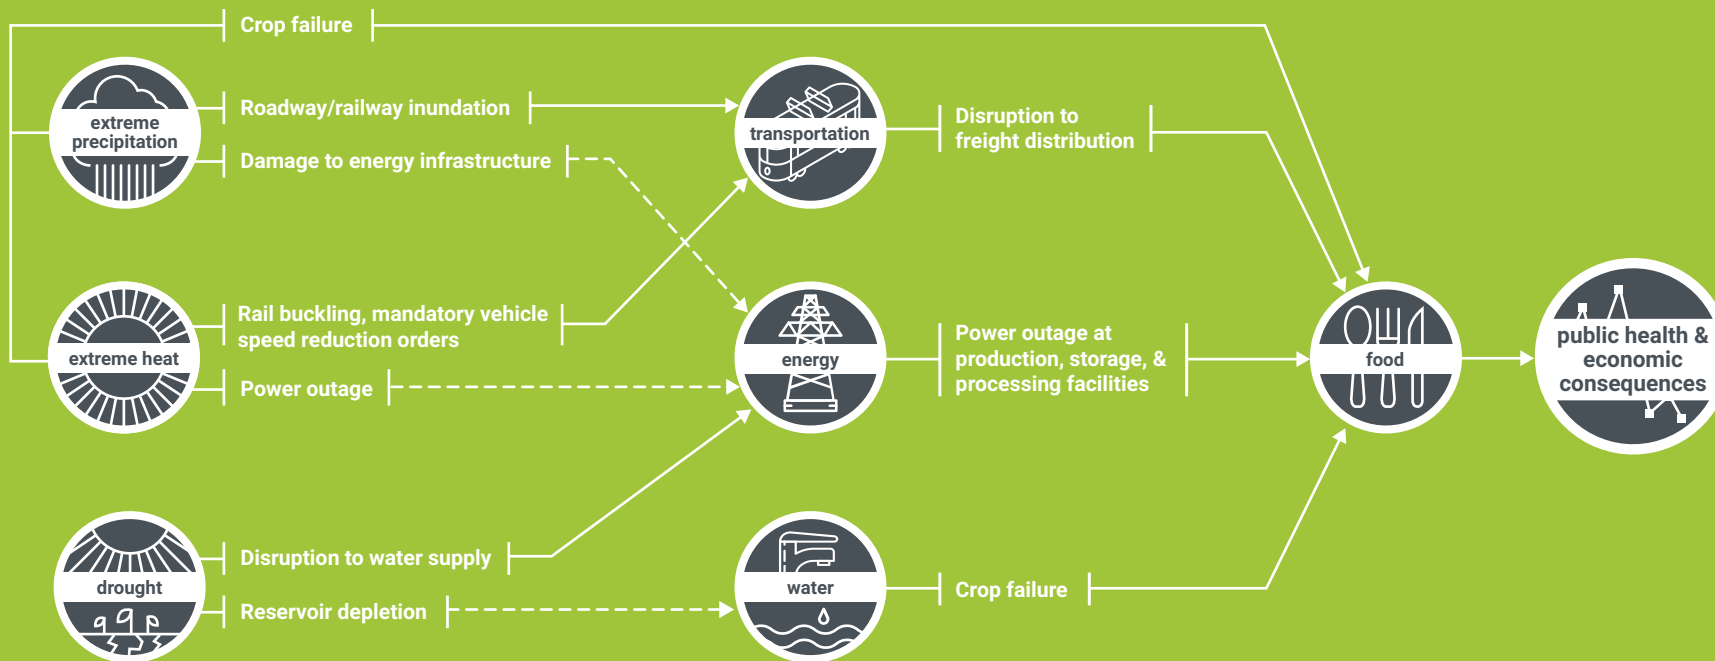 Crop failure
extreme
precipitation
Roadway/railway inundation
Damage to energy infrastructure
transportation
Disruption to
freight distribution
extreme heat
Rail buckling, mandatory vehicle
speed reduction orders
Power outage
energy
Power outage at
production, storage, &
processing facilities
food
public health &
economic
consequences
drought
Disruption to water supply
Reservoir depletion
water
Crop failure